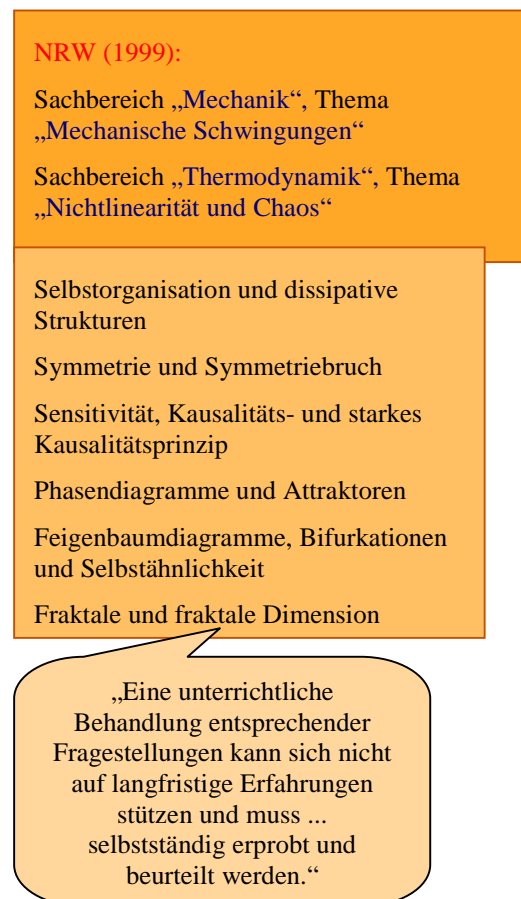 NRW (1999):
Sachbereich „Mechanik“, Thema
„Mechanische Schwingungen“
Sachbereich „Thermodynamik“, Thema
„Nichtlinearität und Chaos“
Selbstorganisation und dissipative
Strukturen
Symmetrie und Symmetriebruch
Sensitivität, Kausalitäts- und starkes
Kausalitätsprinzip
Phasendiagramme und Attraktoren
Feigenbaumdiagramme, Bifurkationen
und Selbstähnlichkeit
Fraktale und fraktale Dimension
„Eine unterrichtliche
Behandlung entsprechender
Fragestellungen kann sich nicht
auf langfristige Erfahrungen
stützen und muss ...
selbstständig erprobt und
beurteilt werden.“